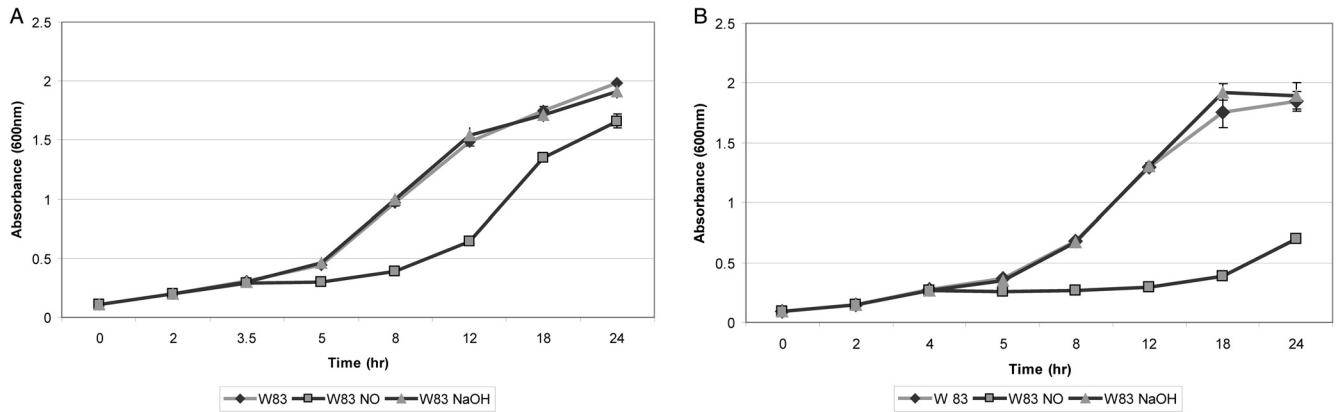 A
Absorbance (600nm)
2.5
2
1.5
1
0.5
0
0 2 3.5 5 8 12 18 24
Time (hr)
W83 W83 NO W83 NaOH
B
Absorbance (600nm)
2.5
2
1.5
1
0.5
0
0 2 4 5 8 12 18 24
Time (hr)
W 83 W83 NO W83 NaOH